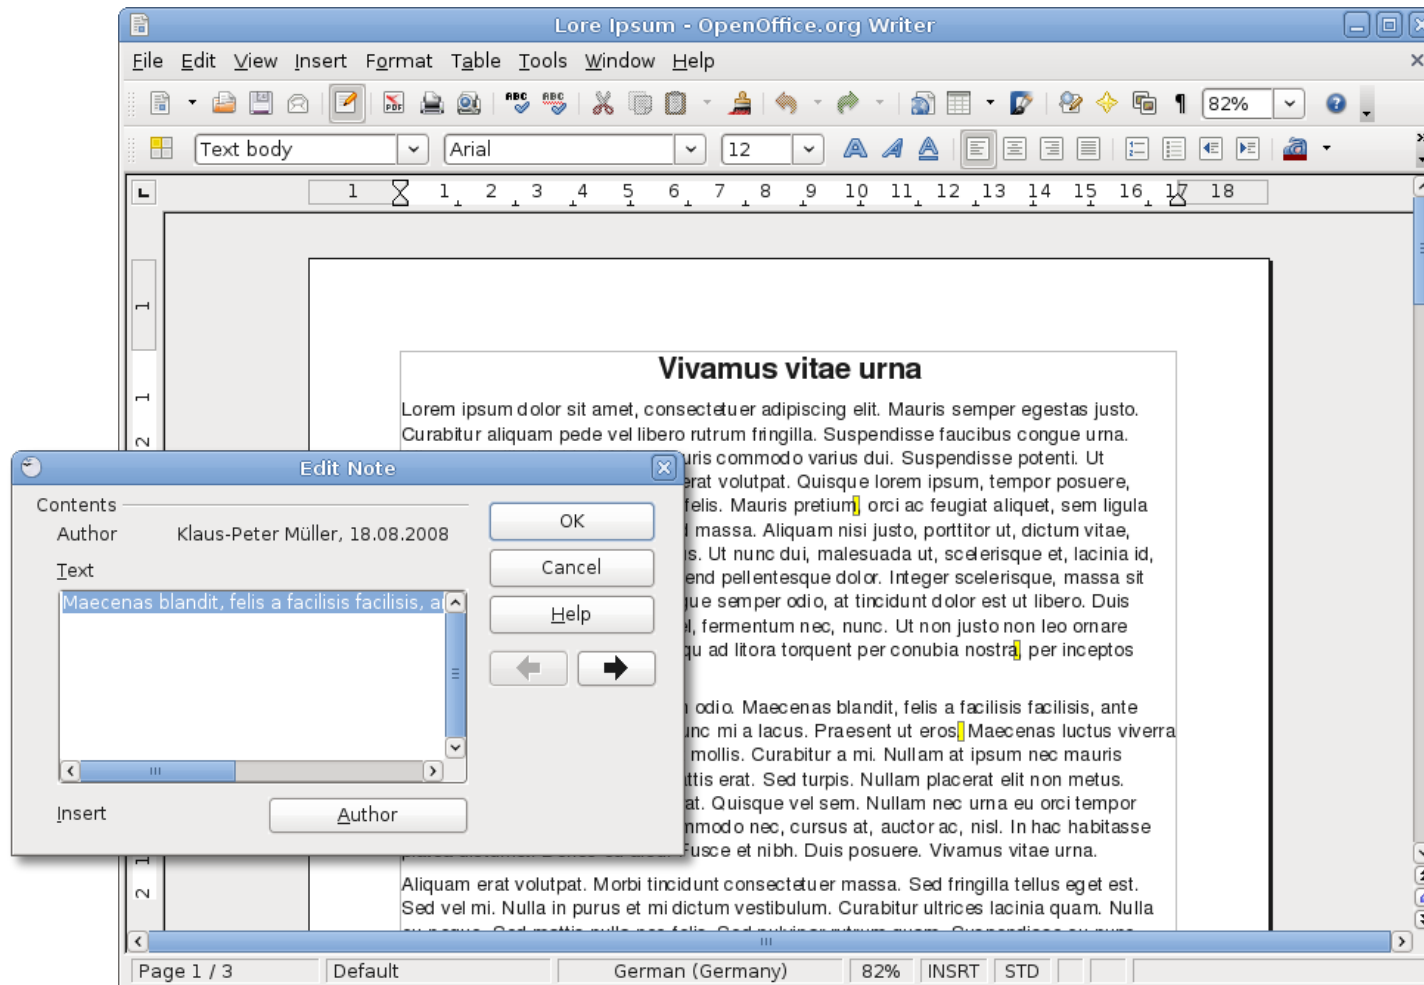 Lore Ipsum - OpenOffice.org Writer
File Edit View Insert Format Table Tools Window Help
82%
Text body Arial 12
1 1 2 3 4 5 6 7 8 9 10 11 12 13 14 15 16 17 18
1
1
2
Vivamus vitae urna
Lorem ipsum dolor sit amet, consectetuer adipiscing elit. Mauris semper egestas justo.
Curabitur aliquam pede vel libero rutrum fringilla. Suspendisse faucibus congue urna.
commodo varius dui. Suspendisse potenti. Ut
volutpat. Quisque lorem ipsum, tempor posuere,
felis. Mauris pretium, orci ac feugiat aliquet, sem ligula
massa. Aliquam nisi justo, porttitor ut, dictum vitae,
Ut nunc dui, malesuada ut, scelerisque et, lacinia id,
pellentesque dolor. Integer scelerisque, massa sit
semper odio, at tincidunt dolor est ut libero. Duis
fermentum nec, nunc. Ut non justo non leo ornare
qu ad litora torquent per conubia nostra, per inceptos
odio. Maecenas blandit, felis a facilisis facilisis, ante
mi a lacus. Praesent ut eros. Maecenas luctus viverra
mollis. Curabitur a mi. Nullam at ipsum nec mauris
erat. Sed turpis. Nullam placerat elit non metus.
Quisque vel sem. Nullam nec urna eu orci tempor
nec, cursus at, auctor ac, nisl. In hac habitasse
Fusce et nibh. Duis posuere. Vivamus vitae urna.
Aliquam erat volutpat. Morbi tincidunt consectetuer massa. Sed fringilla tellus eget est.
Sed vel mi. Nulla in purus et mi dictum vestibulum. Curabitur ultrices lacinia quam. Nulla
Edit Note
Contents
Author Klaus-Peter Müller, 18.08.2008
Text
Maecenas blandit, felis a facilisis facilisis,
Insert Author
OK
Cancel
Help
2
Page 1 / 3 Default German (Germany) 82% INSRT STD